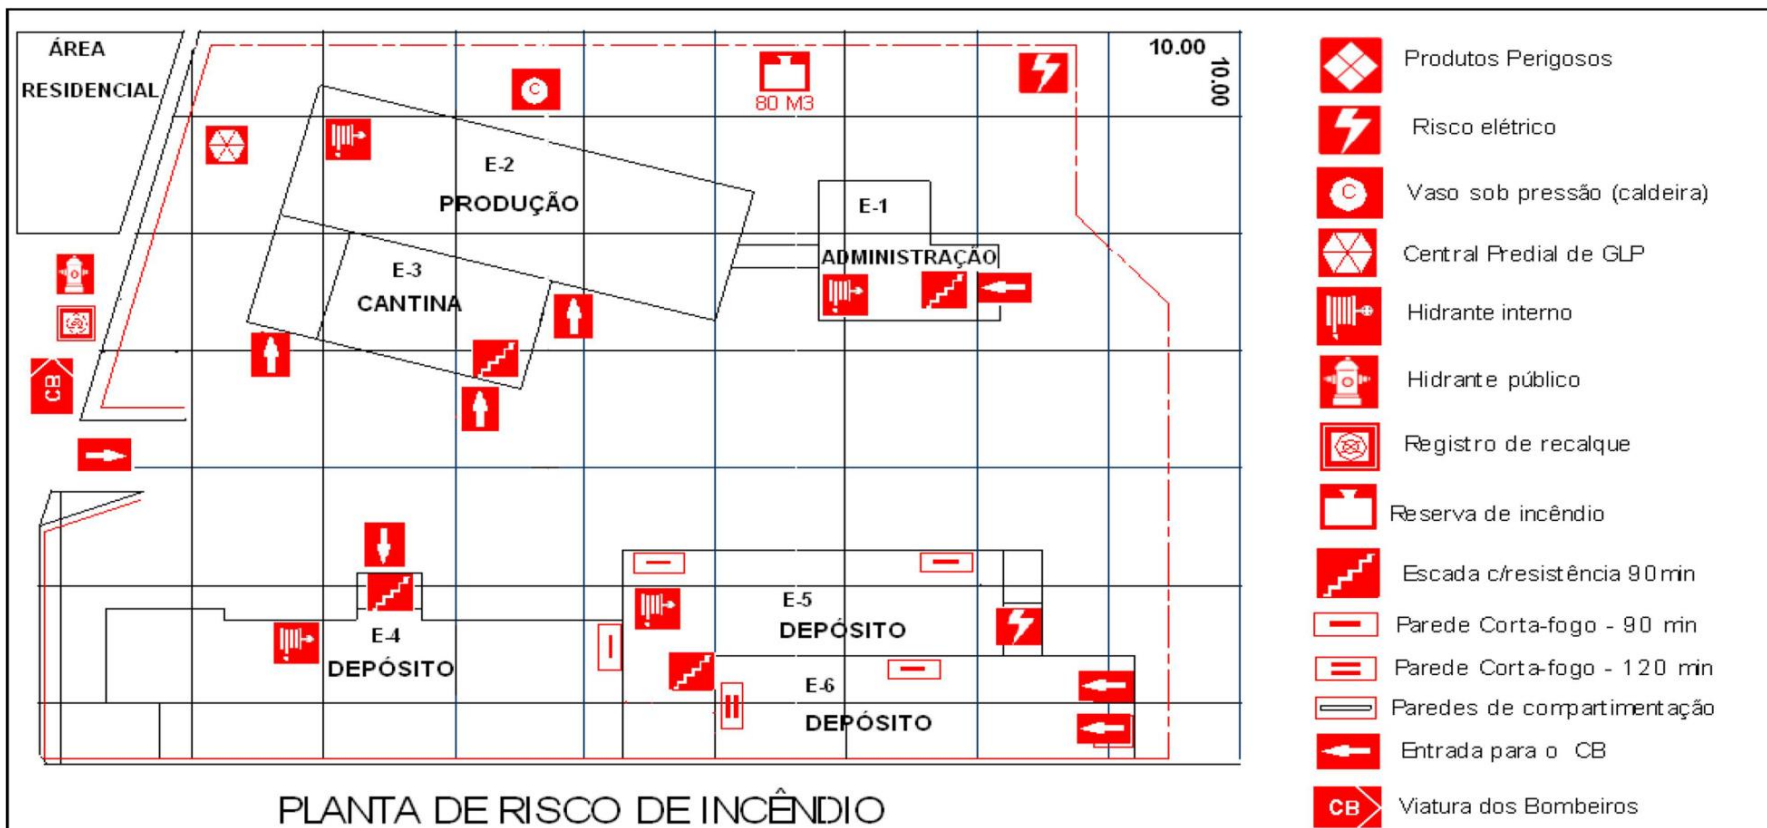 ÁREA
RESIDENCIAL
10.00
10.00
C
80 M3
E-2
PRODUÇÃO
E-1
ADMINISTRAÇÃO
E-3
CANTINA
CB
E-4
DEPÓSITO
E-5
DEPÓSITO
E-6
DEPÓSITO
PLANTA DE RISCO DE INCÊNDIO
Produtos Perigosos
Risco elétrico
C
Vaso sob pressão (caldeira)
Central Predial de GLP
Hidrante interno
Hidrante público
Registro de recalque
Reserva de incêndio
Escada c/resistência 90min
Parede Corta-fogo - 90 min
Parede Corta-fogo - 120 min
Paredes de compartimentação
Entrada para o CB
CB
Viatura dos Bombeiros